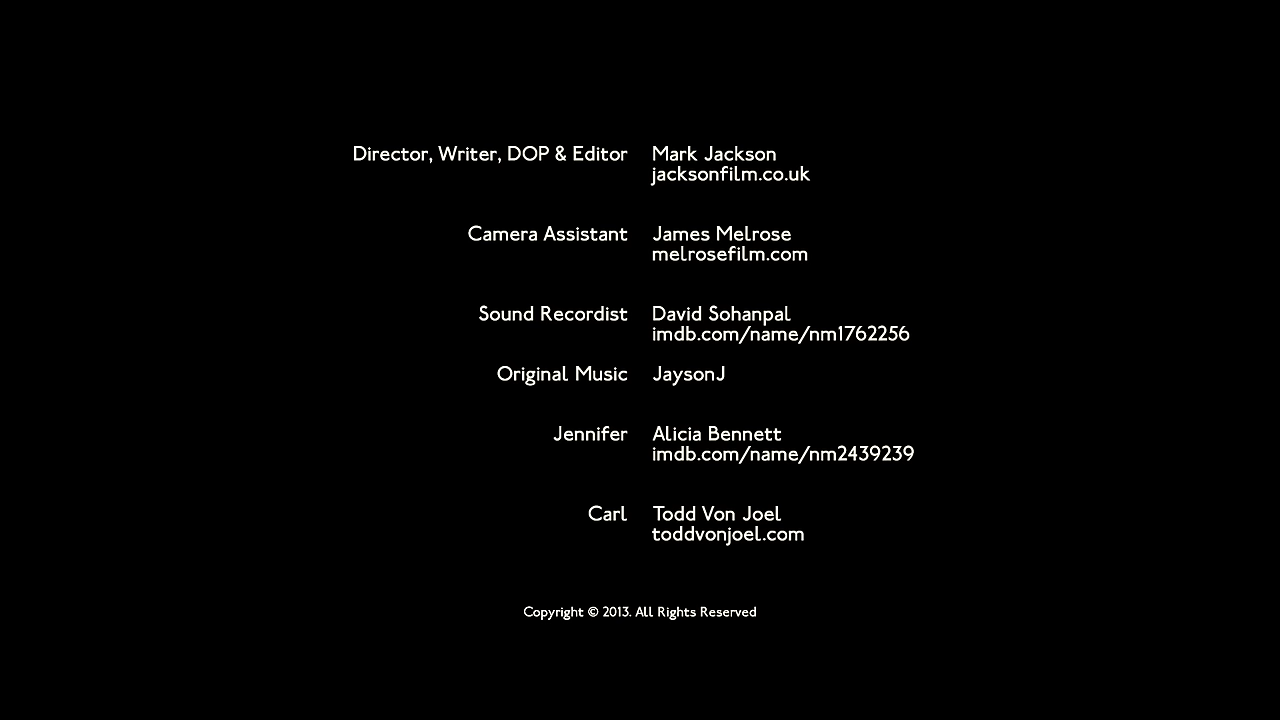 Director, Writer, DOP & Editor Mark Jackson
jacksonfilm.co.uk
Camera Assistant James Melrose
melrosefilm.com
Sound Recordist David Sohanpal
imdb.com/name/nm1762256
Original Music JaysonJ
Jennifer Alicia Bennett
imdb.com/name/nm2439239
Carl Todd Von Joel
toddvonjoel.com
Copyright © 2013. All Rights Reserved